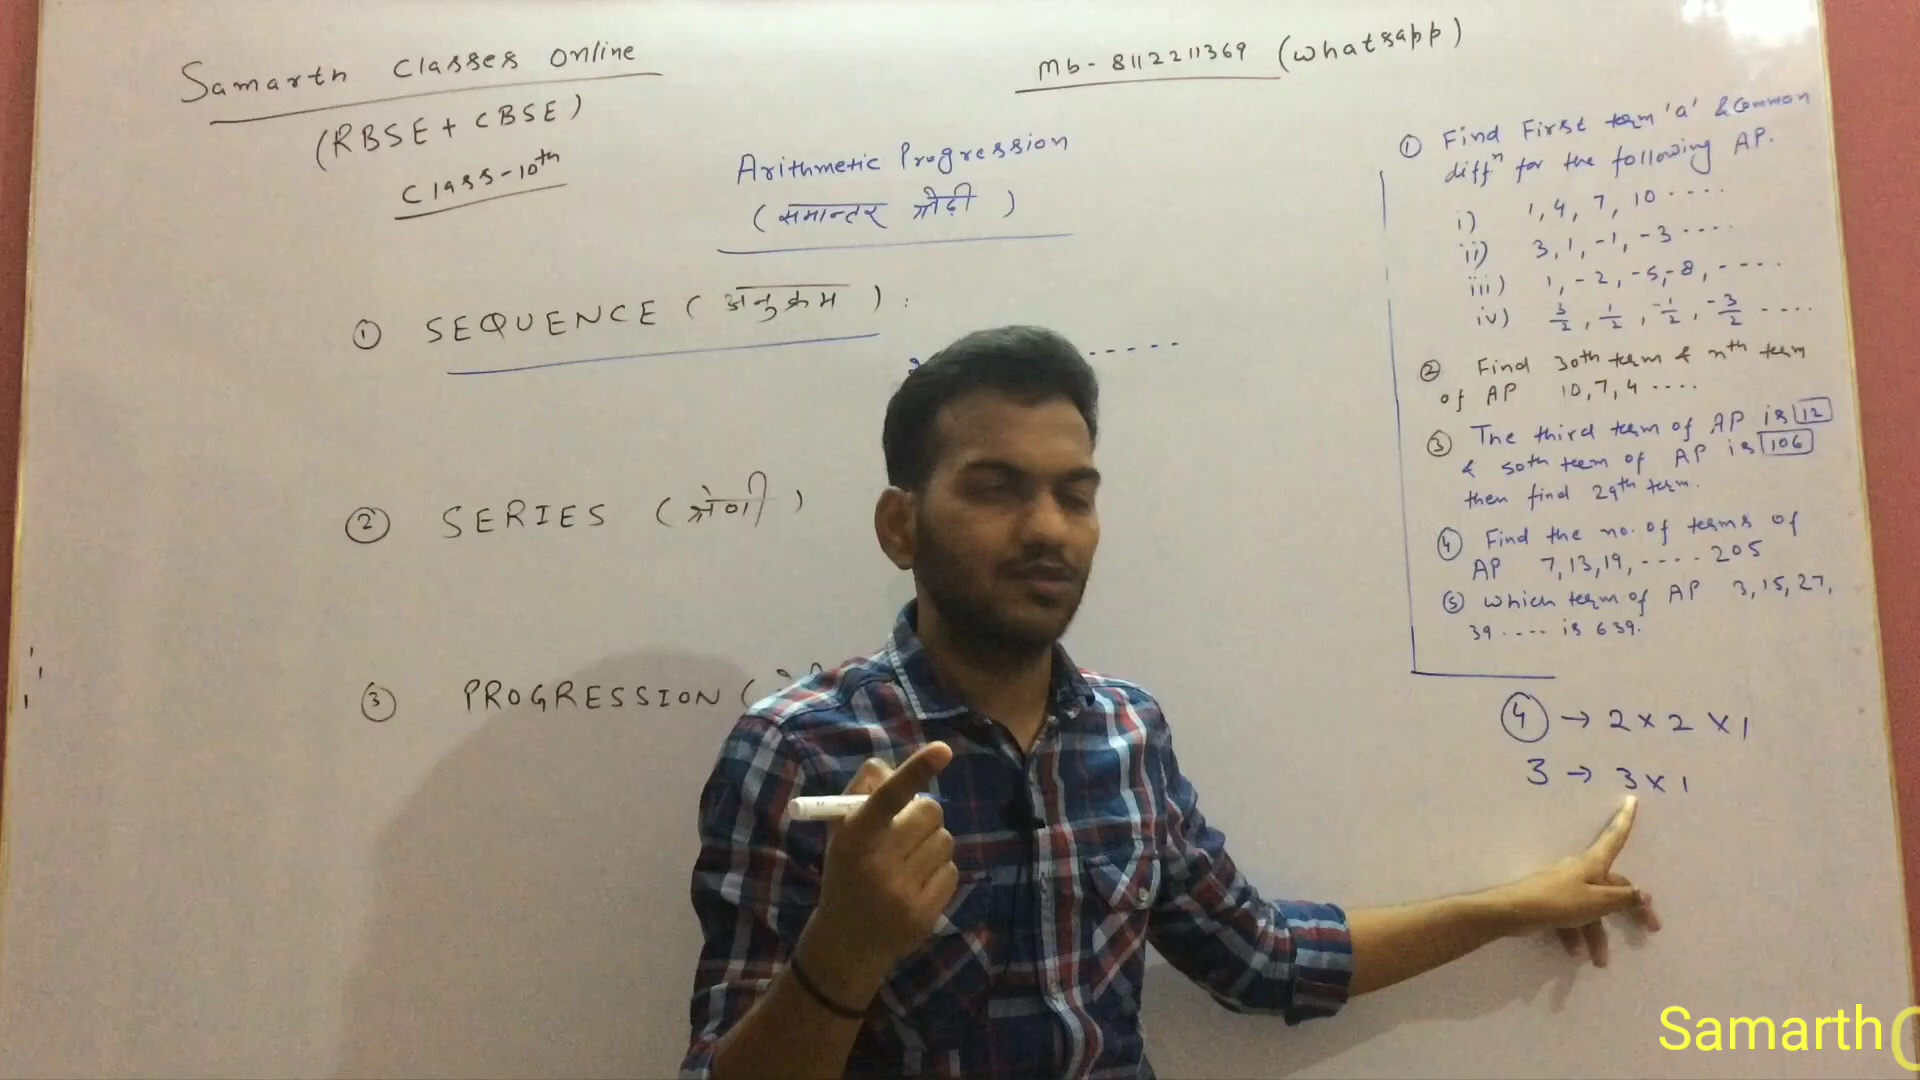 Samarth Classes Online
(RBSE + CBSE)
Class-10th
Mb- 8112211369 (Whatsapp)
Arithmetic Progression
(समान्तर श्रेढ़ी)
① SEQUENCE (अनुक्रम) :
② SERIES (श्रेणी)
③ PROGRESSION (
① Find First term 'a' & Common
diffⁿ for the following AP.
i) 1, 4, 7, 10 ....
ii) 3, 1, -1, -3 ....
iii) 1, -2, -5, -8, ....
iv) 3/2, 1/2, -1/2, -3/2 ....
② Find 30th term & nth term
of AP 10, 7, 4 ....
③ The third term of AP is 12
& 50th term of AP is 106
then find 29th term.
④ Find the no. of terms of
AP 7, 13, 19, .... 205
⑤ Which term of AP 3, 15, 27,
39 .... is 639.
④ → 2 × 2 × 1
3 → 3 × 1
Samarth